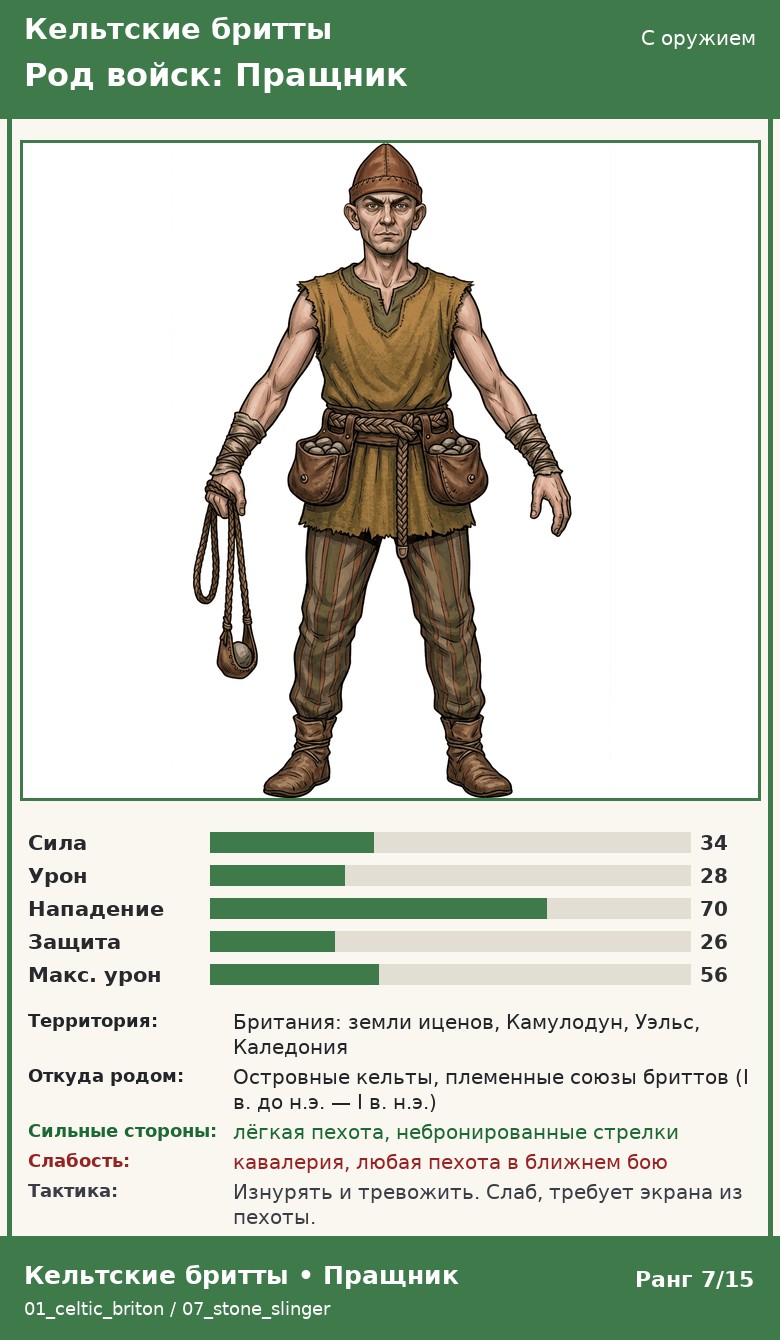 Кельтские бритты
С оружием
Род войск: Пращник
Сила 34
Урон 28
Нападение 70
Защита 26
Макс. урон 56
Территория: Британия: земли иценов, Камулодун, Уэльс,
Каледония
Откуда родом: Островные кельты, племенные союзы бриттов (I
в. до н.э. — I в. н.э.)
Сильные стороны: лёгкая пехота, небронированные стрелки
Слабость: кавалерия, любая пехота в ближнем бою
Тактика: Изнурять и тревожить. Слаб, требует экрана из
пехоты.
Кельтские бритты • Пращник
Ранг 7/15
01_celtic_briton / 07_stone_slinger